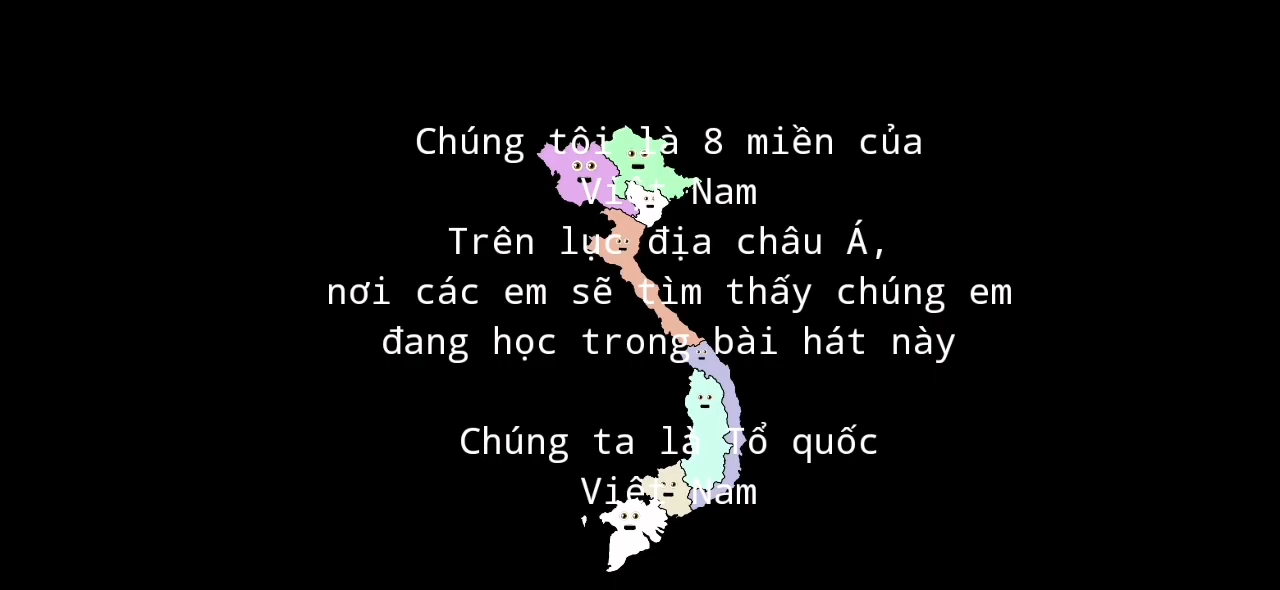 Chúng tôi là 8 miền của
Việt Nam
Trên lục địa châu Á,
nơi các em sẽ tìm thấy chúng em
đang học trong bài hát này
Chúng ta là Tổ quốc
Việt Nam